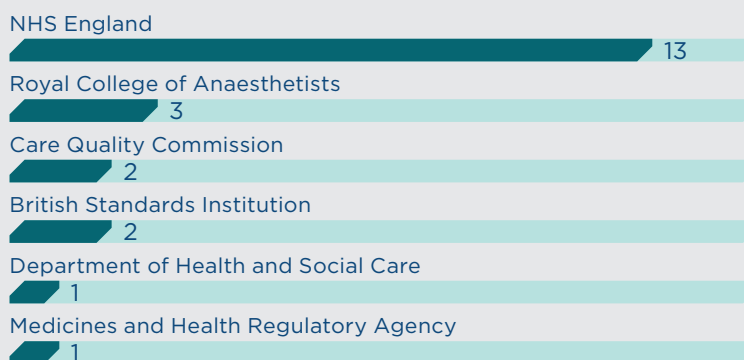 NHS England
13
Royal College of Anaesthetists
3
Care Quality Commission
2
British Standards Institution
2
Department of Health and Social Care
1
Medicines and Health Regulatory Agency
1